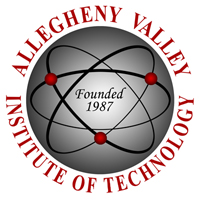 ALLEGHENY VALLEY
Founded
1987
INSTITUTE OF TECHNOLOGY